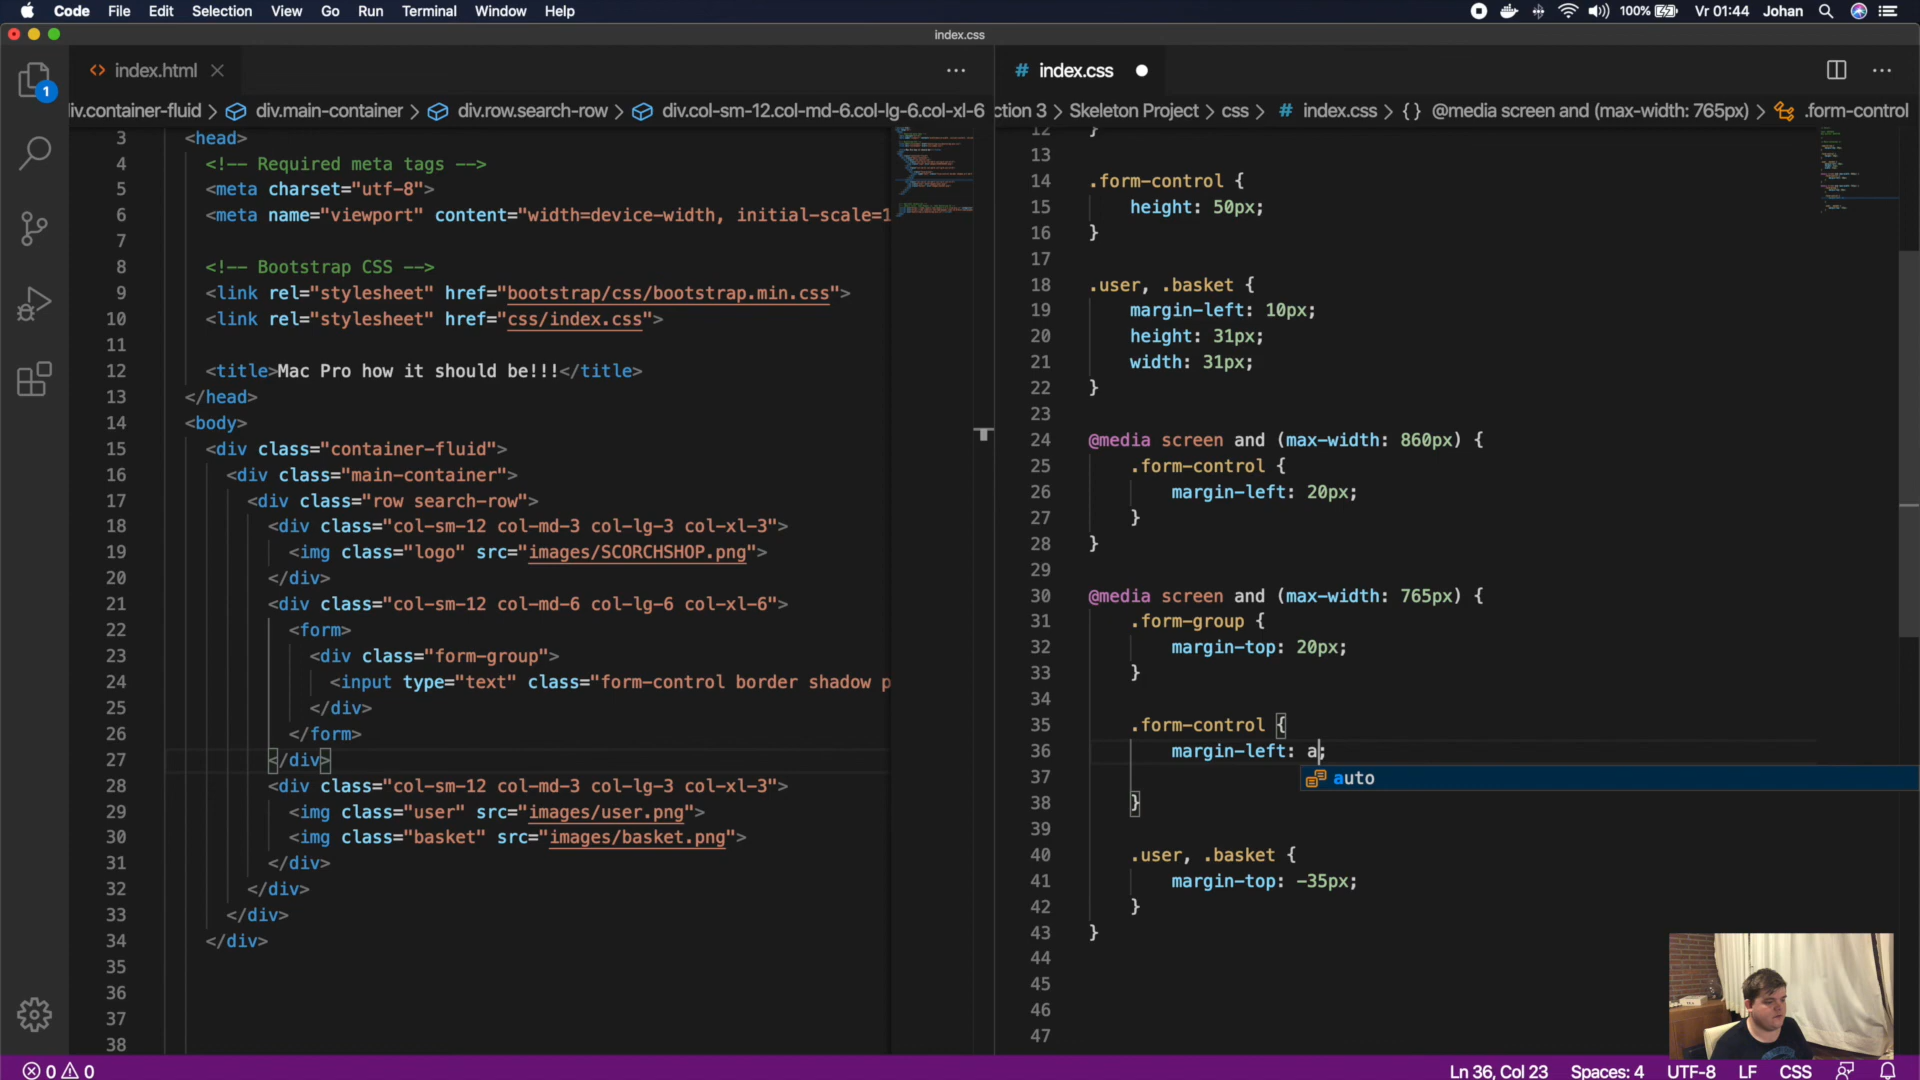 Code File Edit Selection View Go Run Terminal Window Help 100% Vr 01:44 Johan
index.css
index.html
index.css
div.container-fluid > div.main-container > div.row.search-row > div.col-sm-12.col-md-6.col-lg-6.col-xl-6
ction 3 > Skeleton Project > css > # index.css > {} @media screen and (max-width: 765px) > .form-control
1
3 <head>
4 <!-- Required meta tags -->
5 <meta charset="utf-8">
6 <meta name="viewport" content="width=device-width, initial-scale=1
7
8 <!-- Bootstrap CSS -->
9 <link rel="stylesheet" href="bootstrap/css/bootstrap.min.css">
10 <link rel="stylesheet" href="css/index.css">
11
12 <title>Mac Pro how it should be!!!</title>
13 </head>
14 <body>
15 <div class="container-fluid">
16 <div class="main-container">
17 <div class="row search-row">
18 <div class="col-sm-12 col-md-3 col-lg-3 col-xl-3">
19 <img class="logo" src="images/SCORCHSHOP.png">
20 </div>
21 <div class="col-sm-12 col-md-6 col-lg-6 col-xl-6">
22 <form>
23 <div class="form-group">
24 <input type="text" class="form-control border shadow p
25 </div>
26 </form>
27 </div>
28 <div class="col-sm-12 col-md-3 col-lg-3 col-xl-3">
29 <img class="user" src="images/user.png">
30 <img class="basket" src="images/basket.png">
31 </div>
32 </div>
33 </div>
34 </div>
35
36
37
38
12 }
13
14 .form-control {
15 height: 50px;
16 }
17
18 .user, .basket {
19 margin-left: 10px;
20 height: 31px;
21 width: 31px;
22 }
23
24 @media screen and (max-width: 860px) {
25 .form-control {
26 margin-left: 20px;
27 }
28 }
29
30 @media screen and (max-width: 765px) {
31 .form-group {
32 margin-top: 20px;
33 }
34
35 .form-control {
36 margin-left: a;
37 auto
38 }
39
40 .user, .basket {
41 margin-top: -35px;
42 }
43 }
44
45
46
47
0 0 Ln 36, Col 23 Spaces: 4 UTF-8 LF CSS